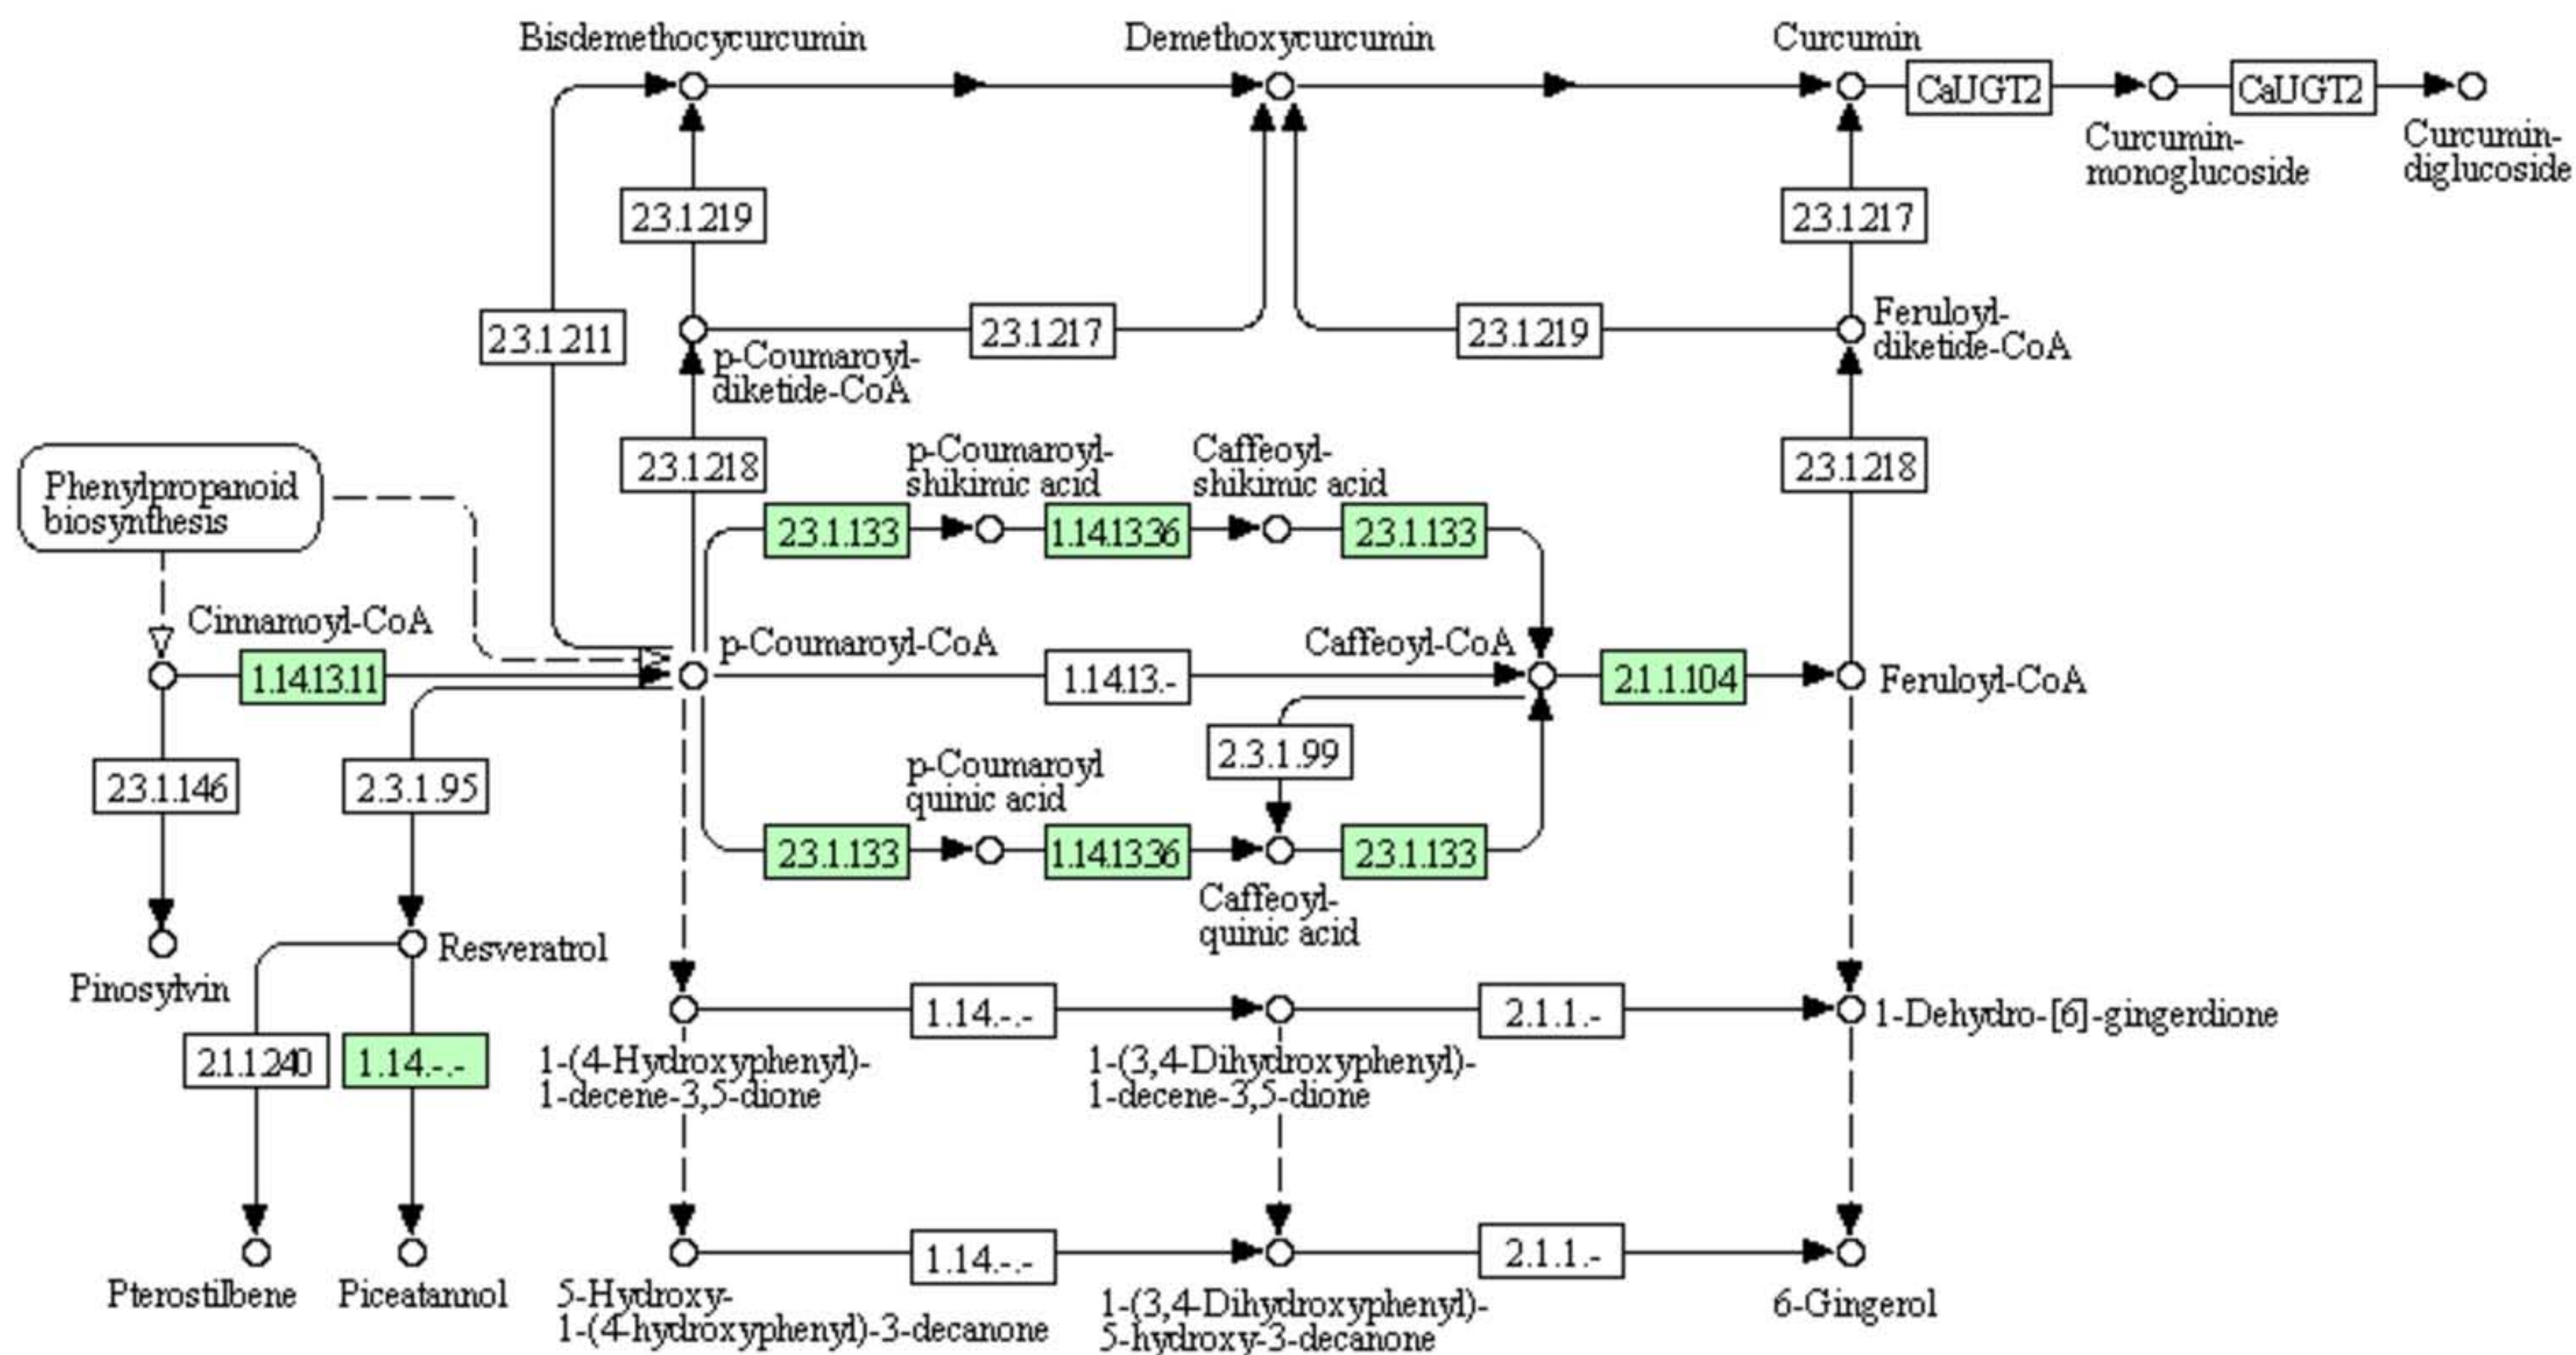 Bisdemethocycurcumin
Demethoxycurcumin
Curcumin
CaUGT2
CaUGT2
Curcumin-
monoglucoside
Curcumin-
diglucoside
2.3.1.219
2.3.1.217
2.3.1.211
2.3.1.217
2.3.1.219
Feruloyl-
diketide-CoA
p-Coumaroyl-
diketide-CoA
2.3.1.218
p-Coumaroyl-
shikimic acid
Caffeoyl-
shikimic acid
2.3.1.218
Phenylpropanoid
biosynthesis
2.3.1.133
1.14.13.36
2.3.1.133
Cinnamoyl-CoA
p-Coumaroyl-CoA
Caffeoyl-CoA
1.14.13.11
1.14.13.-
2.1.1.104
Feruloyl-CoA
2.3.1.146
2.3.1.95
p-Coumaroyl
quinic acid
2.3.1.99
2.3.1.133
1.14.13.36
2.3.1.133
Caffeoyl-
quinic acid
Resveratrol
Pinosylvin
1.14.-.-
2.1.1.-
1-Dehydro-[6]-gingerdione
2.1.1.240
1.14.-.-
1-(4-Hydroxyphenyl)-
1-decene-3,5-dione
1-(3,4-Dihydroxyphenyl)-
1-decene-3,5-dione
1.14.-.-
2.1.1.-
Pterostilbene
Piceatannol
5-Hydroxy-
1-(4-hydroxyphenyl)-3-decanone
1-(3,4-Dihydroxyphenyl)-
5-hydroxy-3-decanone
6-Gingerol